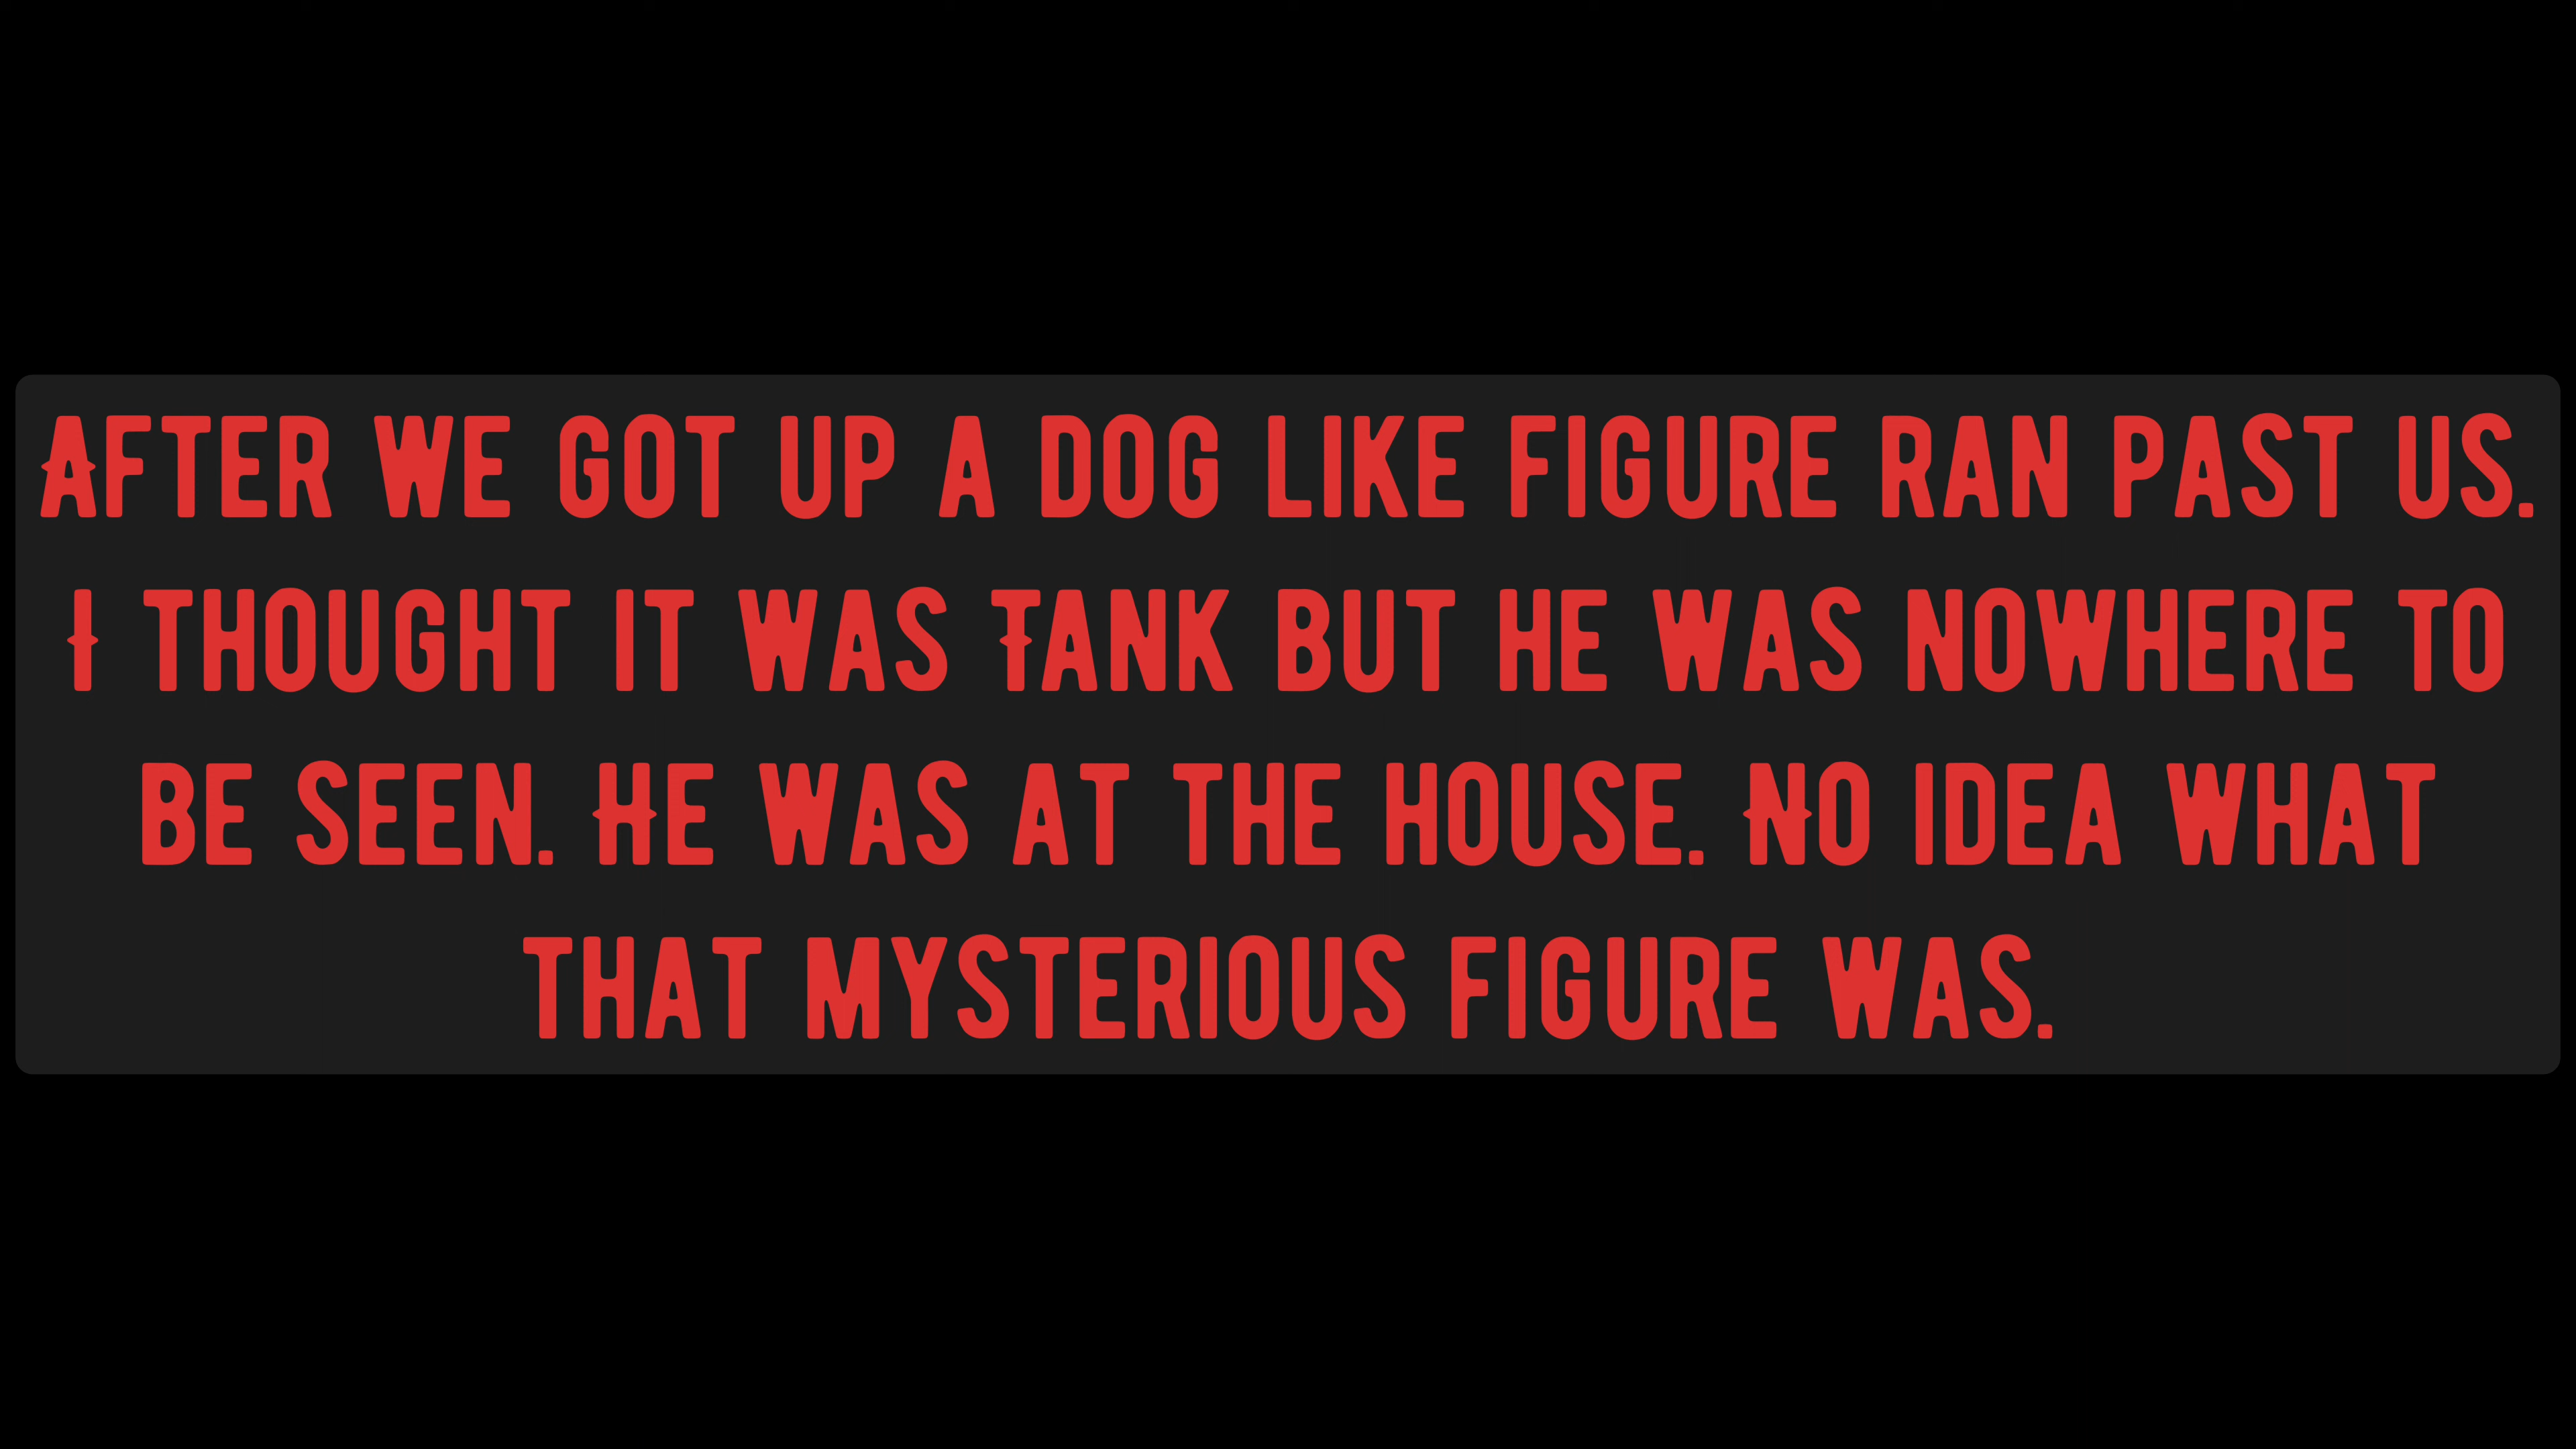 After we got up a dog like figure ran past us.
I thought it was Tank but he was nowhere to
be seen. He was at the house. No idea what
that mysterious figure was.